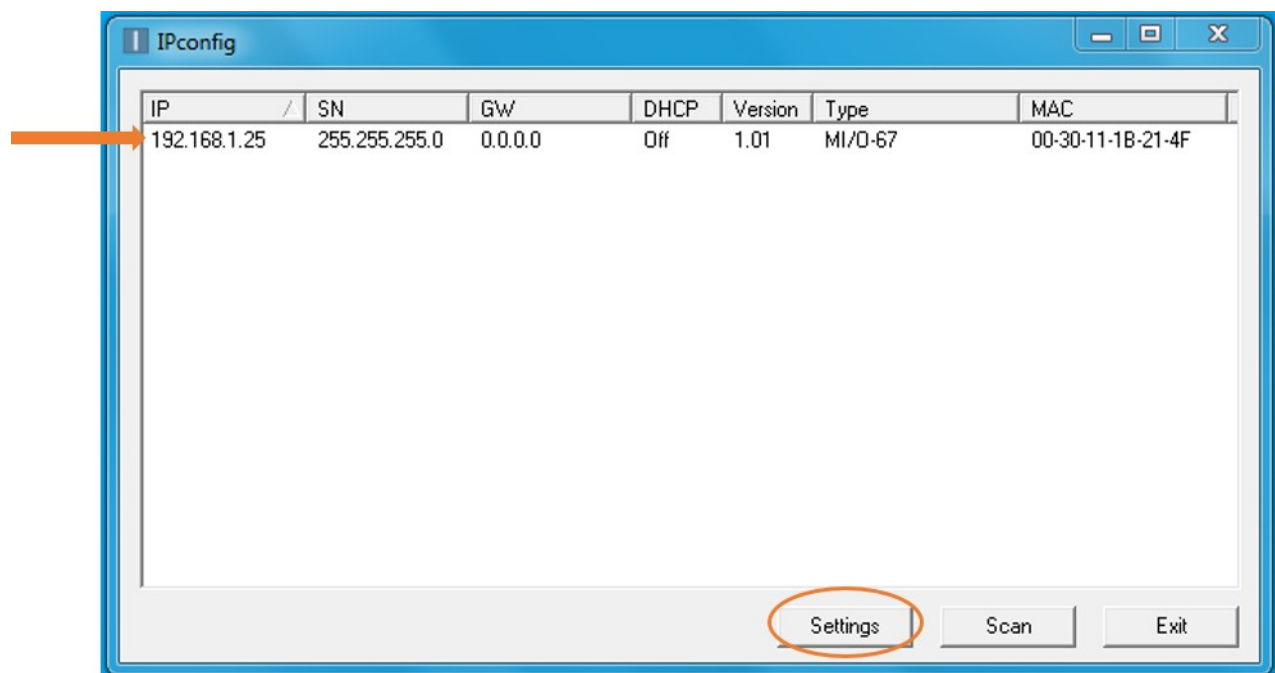 IPconfig
IP SN GW DHCP Version Type MAC
192.168.1.25 255.255.255.0 0.0.0.0 Off 1.01 MI/O-67 00-30-11-1B-21-4F
Settings Scan Exit